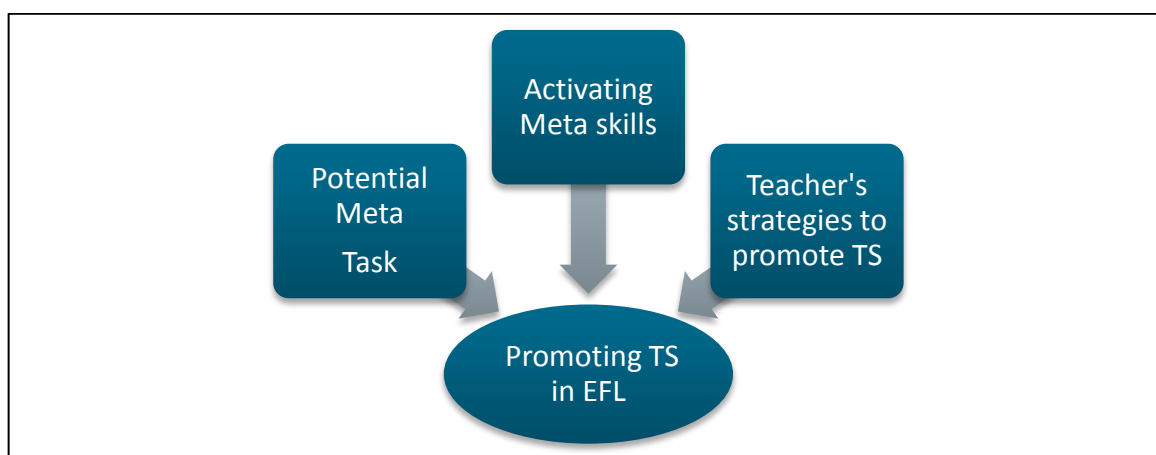 Activating
Meta skills
Potential
Meta
Task
Teacher's
strategies to
promote TS
Promoting TS
in EFL